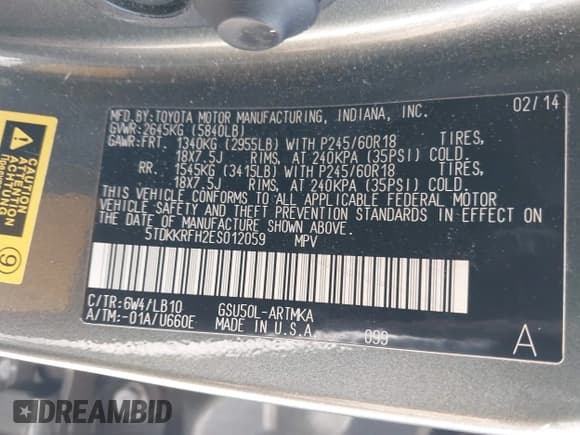 MFD.BY:TOYOTA MOTOR MANUFACTURING, INDIANA, INC. 02/14
GVWR:2645KG (5840LB)
GAWR:FRT. 1340KG (2955LB) WITH P245/60R18 TIRES,
18X7.5J RIMS, AT 240KPA (35PSI) COLD.
RR. 1545KG (3415LB) WITH P245/60R18 TIRES,
18X7.5J RIMS, AT 240KPA (35PSI) COLD.
THIS VEHICLE CONFORMS TO ALL APPLICABLE FEDERAL MOTOR
VEHICLE SAFETY AND THEFT PREVENTION STANDARDS IN EFFECT ON
THE DATE OF MANUFACTURE SHOWN ABOVE.
5TDKKRFH2ES012059 MPV
C/TR:6W4/LB10 GSU50L-ARTMKA
A/TM:-01A/U660E MADE IN U.S.A. 099 A
CAUTION
ATTENTION
ACHTUNG
9
DREAMBID